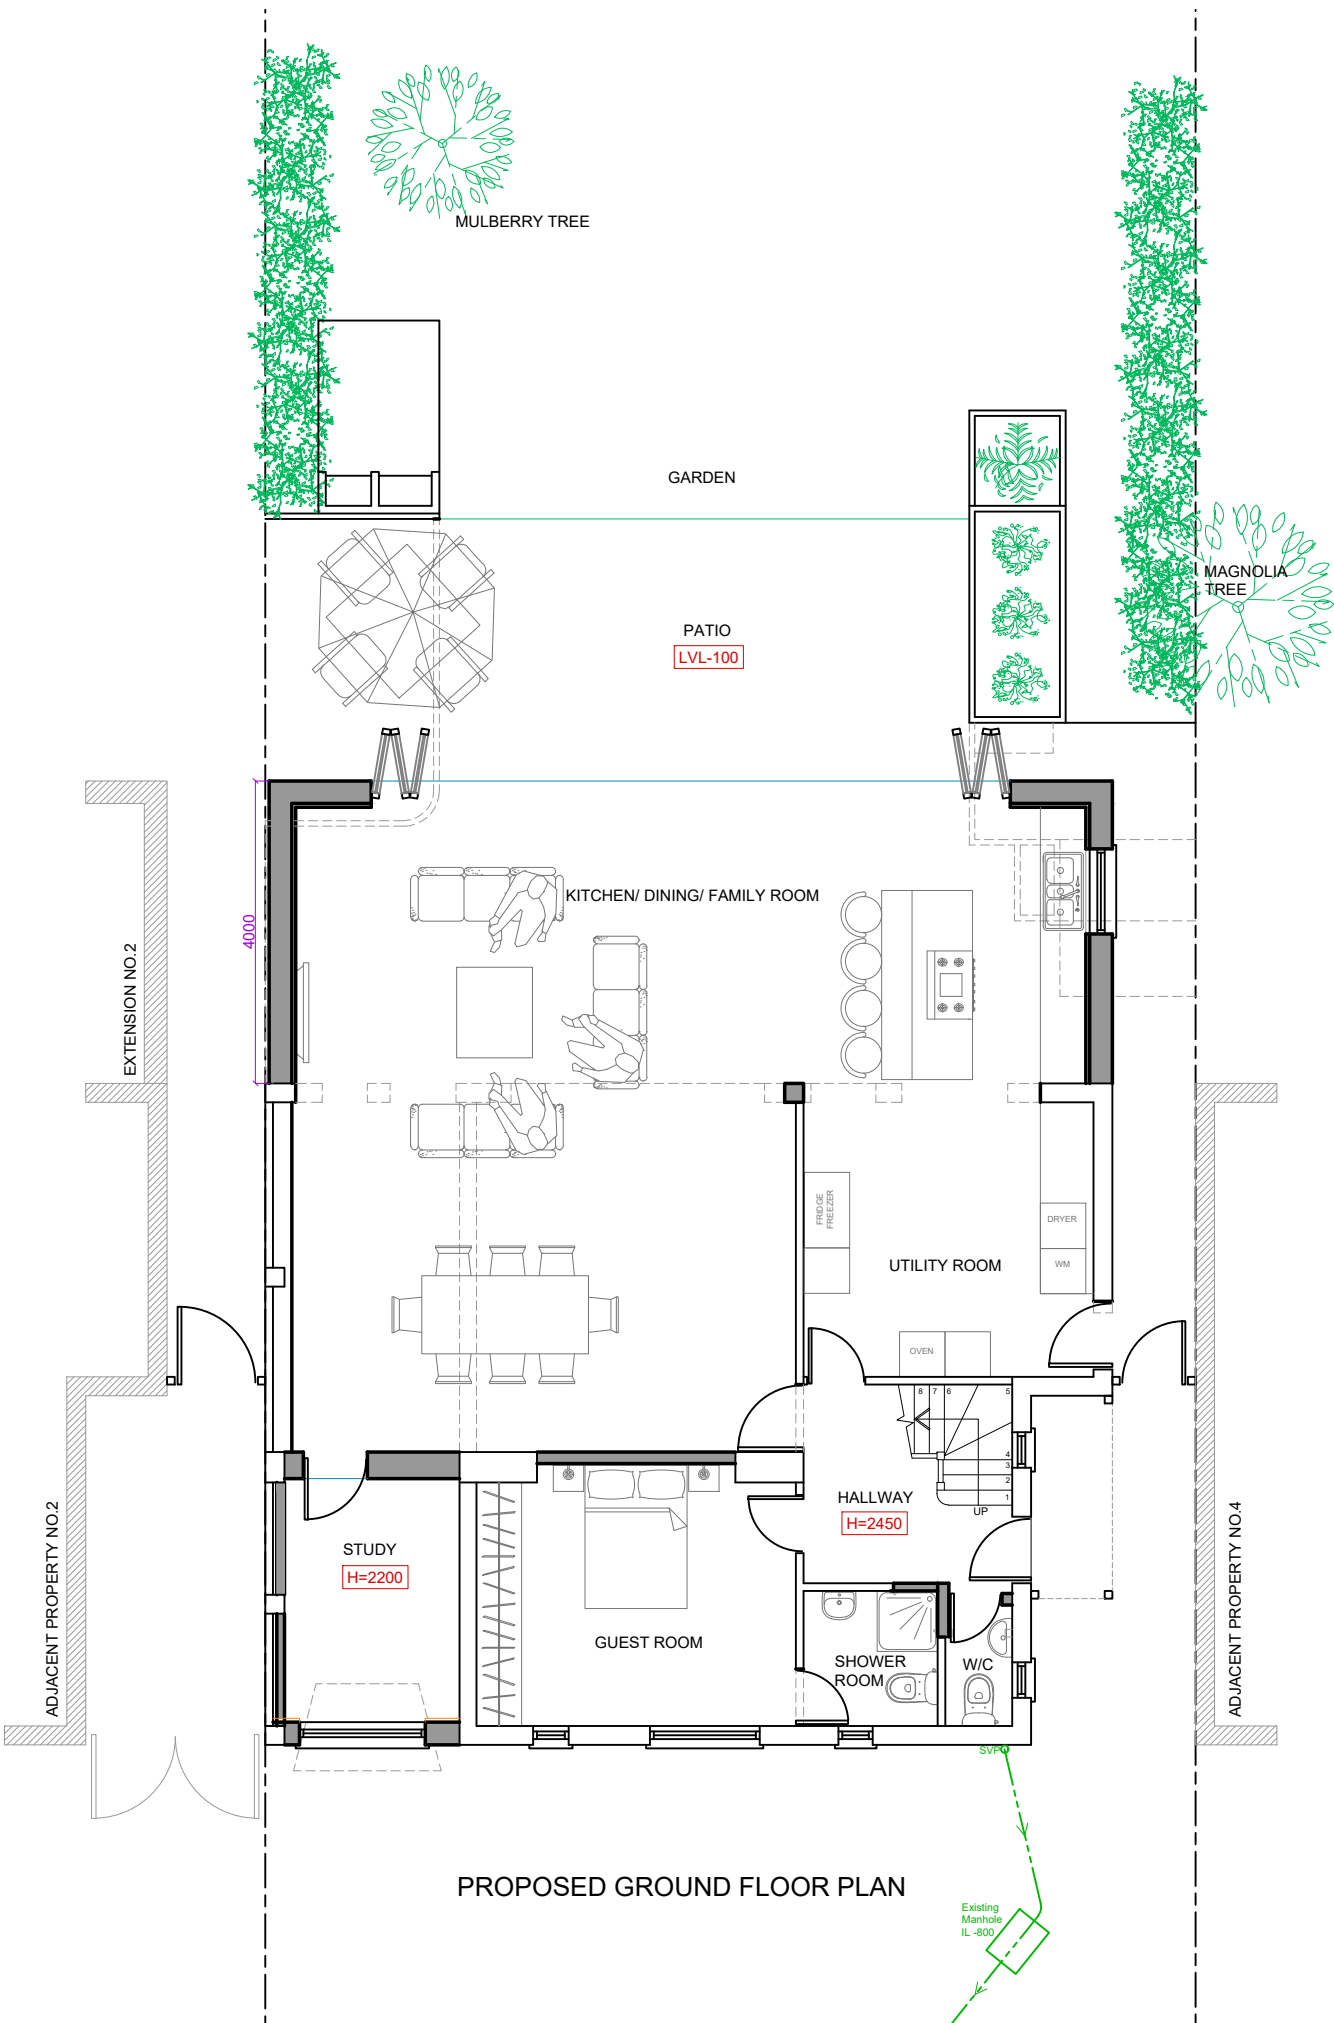 MULBERRY TREE
GARDEN
MAGNOLIA
TREE
PATIO
LVL-100
4000
KITCHEN/ DINING/ FAMILY ROOM
EXTENSION NO.2
FRIDGE
FREEZER
DRYER
WM
UTILITY ROOM
OVEN
8 7 6 5
4
3
2
1
UP
HALLWAY
H=2450
STUDY
H=2200
GUEST ROOM
SHOWER
ROOM
W/C
ADJACENT PROPERTY NO.2
ADJACENT PROPERTY NO.4
SVP
PROPOSED GROUND FLOOR PLAN
Existing
Manhole
IL -800